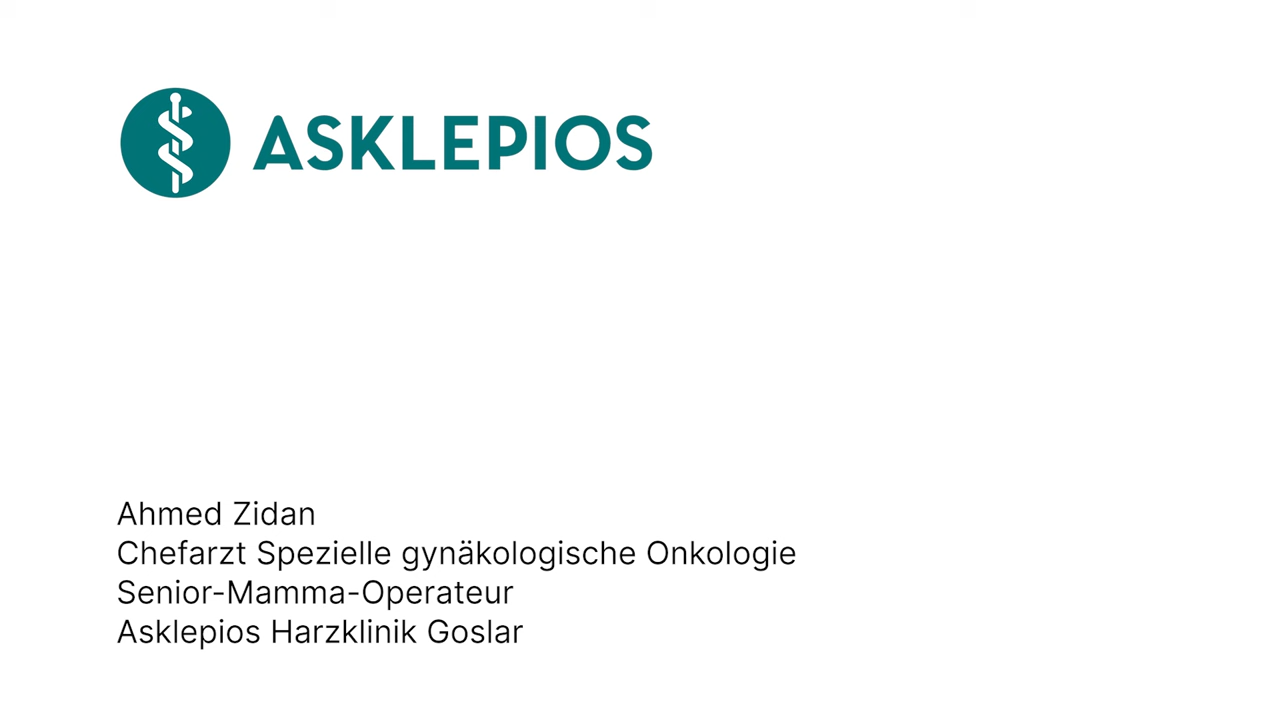 ASKLEPIOS
Ahmed Zidan
Chefarzt Spezielle gynäkologische Onkologie
Senior-Mamma-Operateur
Asklepios Harzklinik Goslar